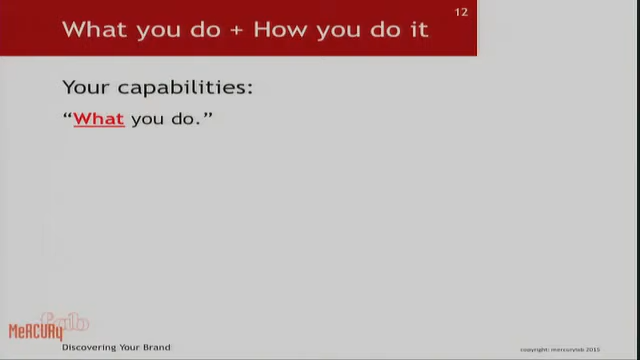 12
What you do + How you do it
Your capabilities:
“What you do.”
MeRCURy
Discovering Your Brand
copyright: mercurylab 2015